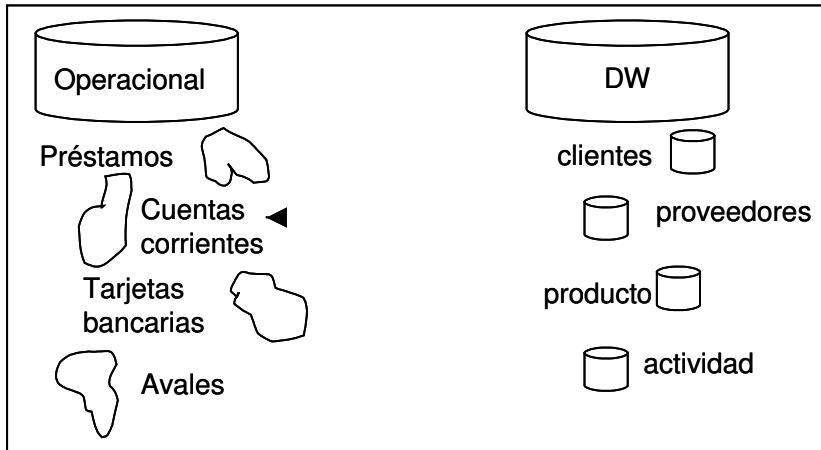 Operacional
Préstamos
Cuentas
corrientes
Tarjetas
bancarias
Avales
DW
clientes
proveedores
producto
actividad